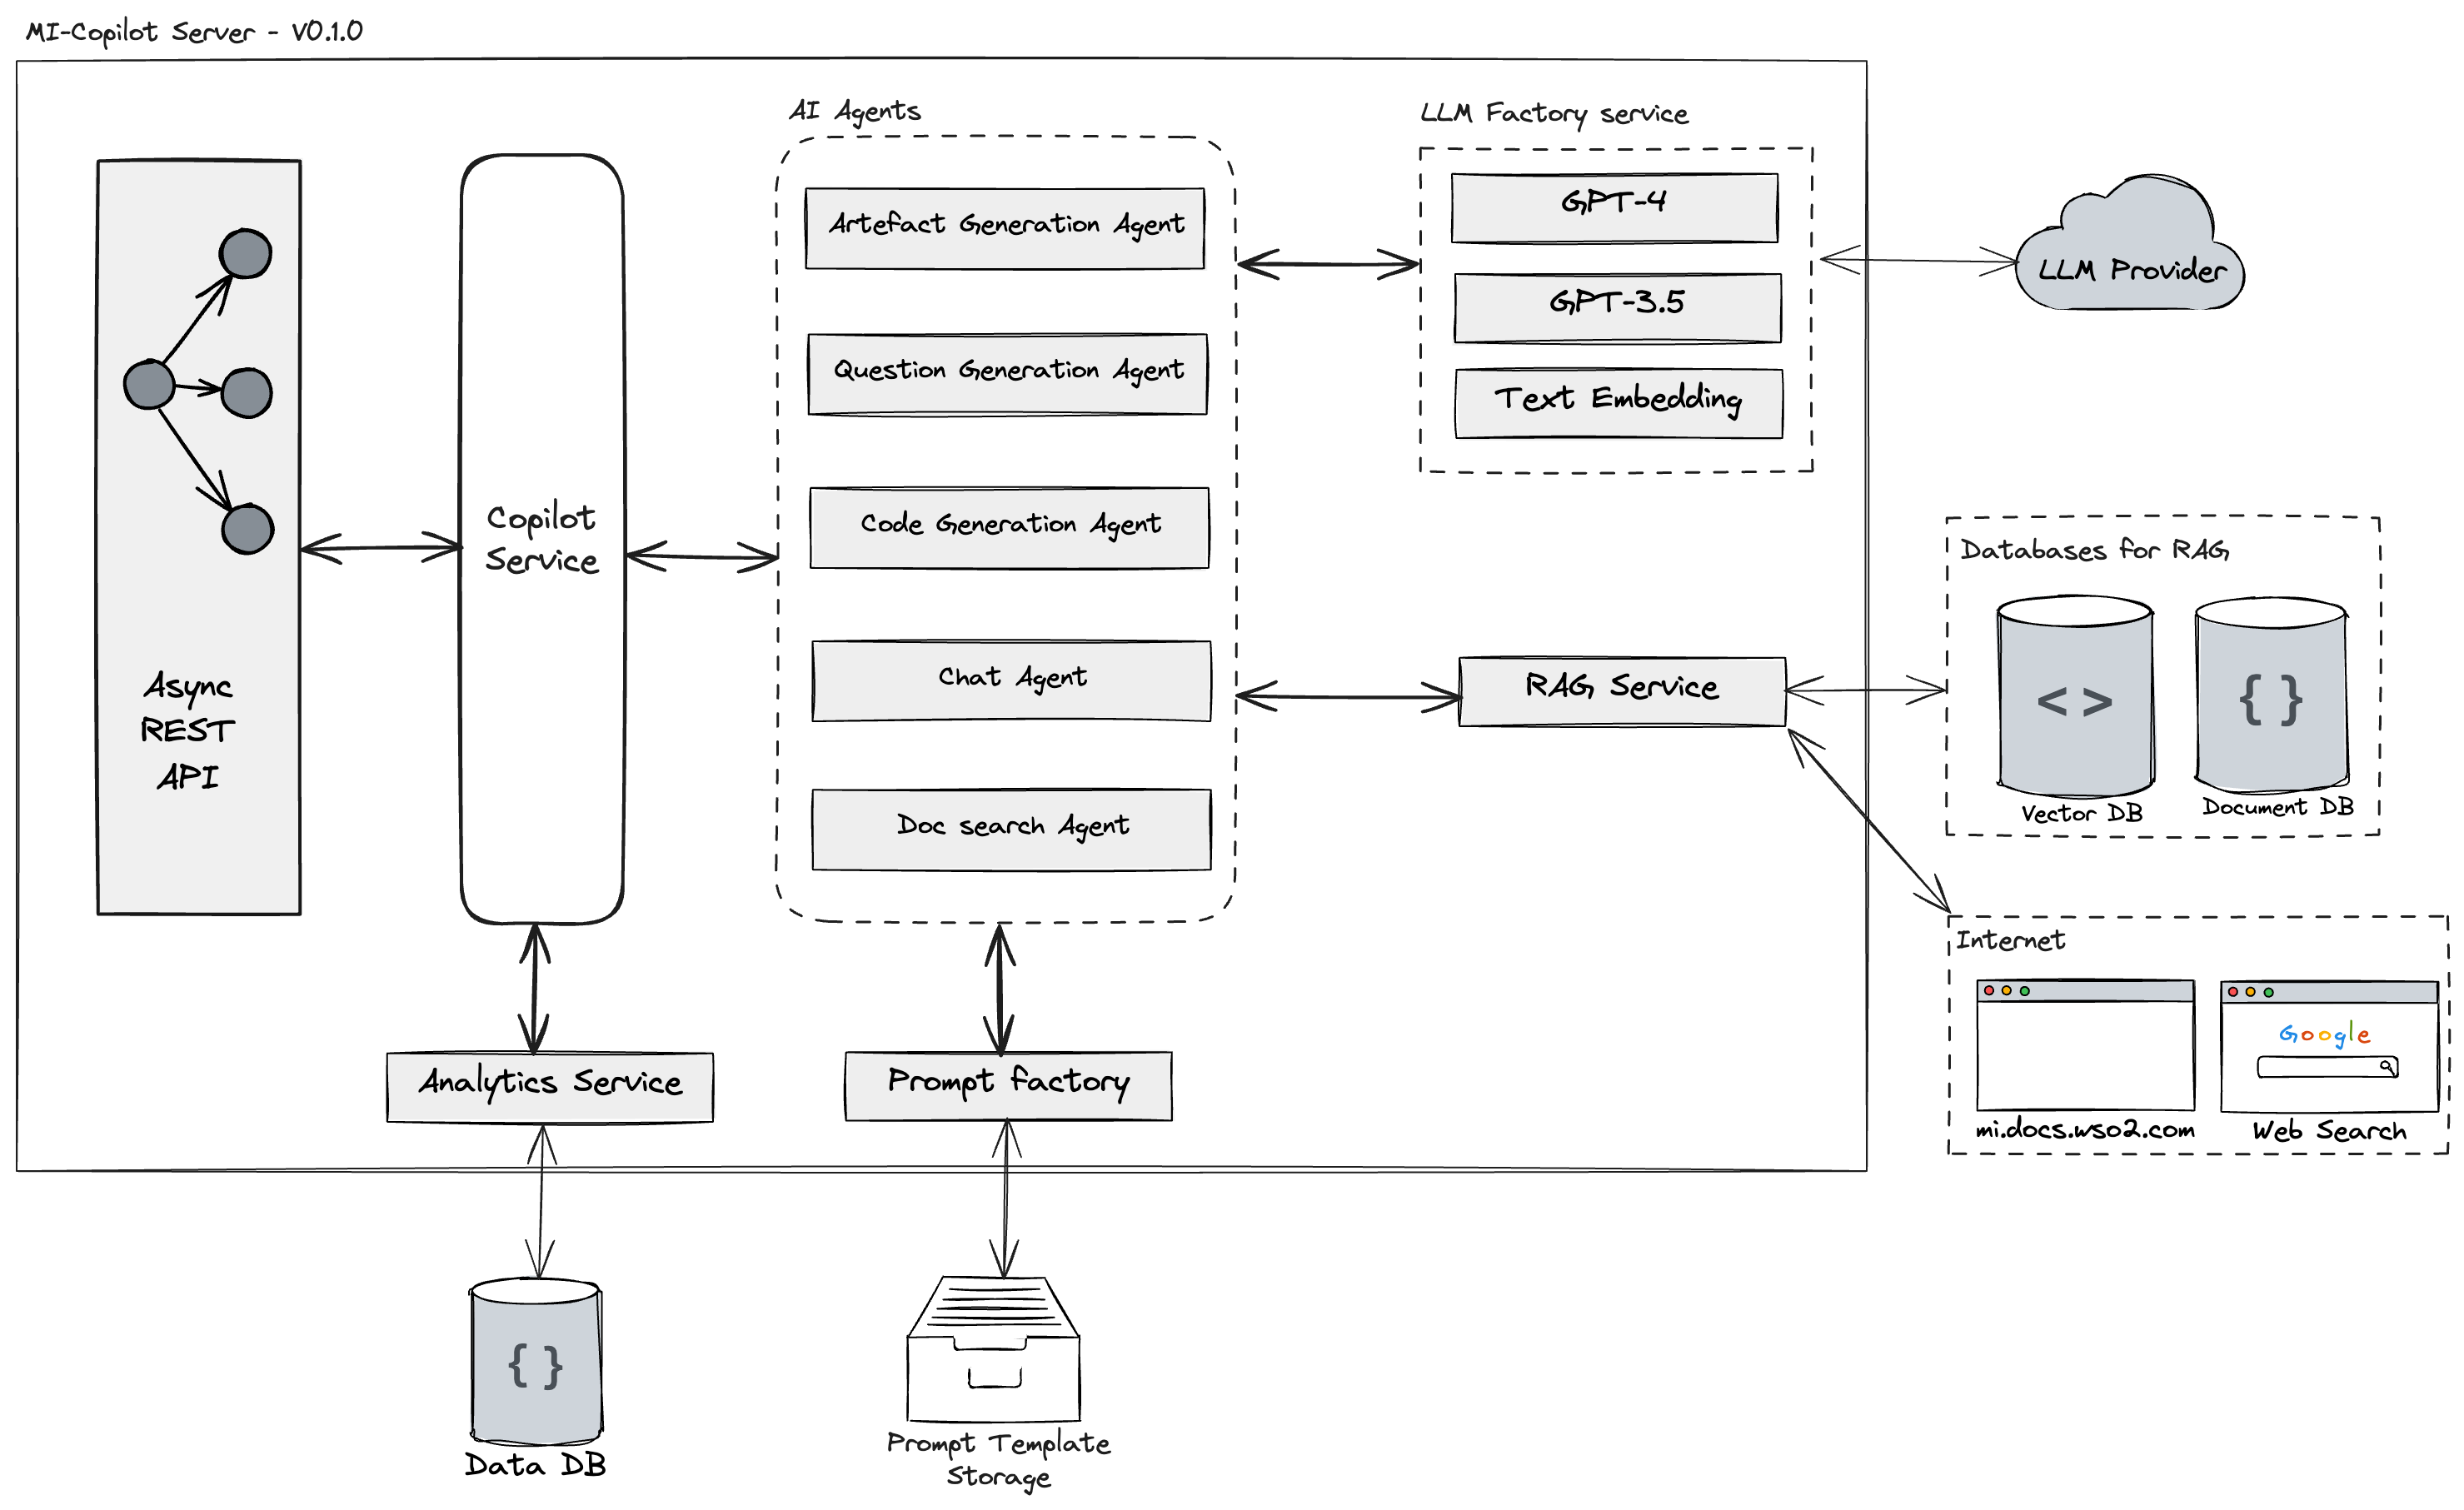 MI-Copilot Server - V0.1.0
AI Agents
LLM Factory service
Artefact Generation Agent
Question Generation Agent
Code Generation Agent
Chat Agent
Doc search Agent
GPT-4
GPT-3.5
Text Embedding
LLM Provider
Copilot
Service
Async
REST
API
RAG Service
Databases for RAG
< >
{ }
Vector DB
Document DB
Internet
Google
mi.docs.wso2.com
Web Search
Analytics Service
Prompt factory
{ }
Data DB
Prompt Template
Storage